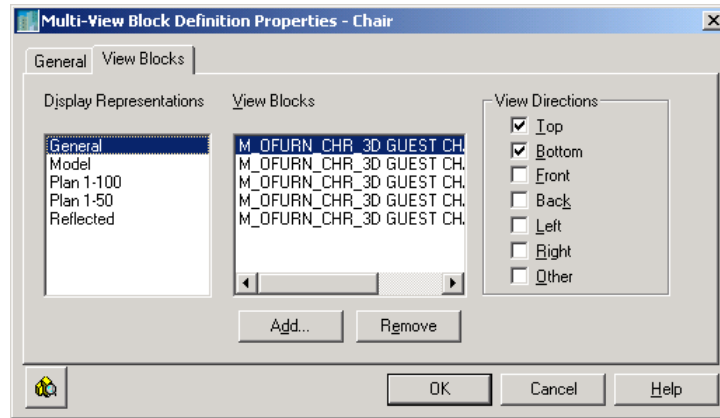 Multi-View Block Definition Properties - Chair
General View Blocks
Display Representations
General
Model
Plan 1-100
Plan 1-50
Reflected
View Blocks
M_OFURN_CHR_3D GUEST CH
M_OFURN_CHR_3D GUEST CH
M_OFURN_CHR_3D GUEST CH
M_OFURN_CHR_3D GUEST CH
M_OFURN_CHR_3D GUEST CH
Add... Remove
View Directions
Top
Bottom
Front
Back
Left
Right
Other
OK Cancel Help